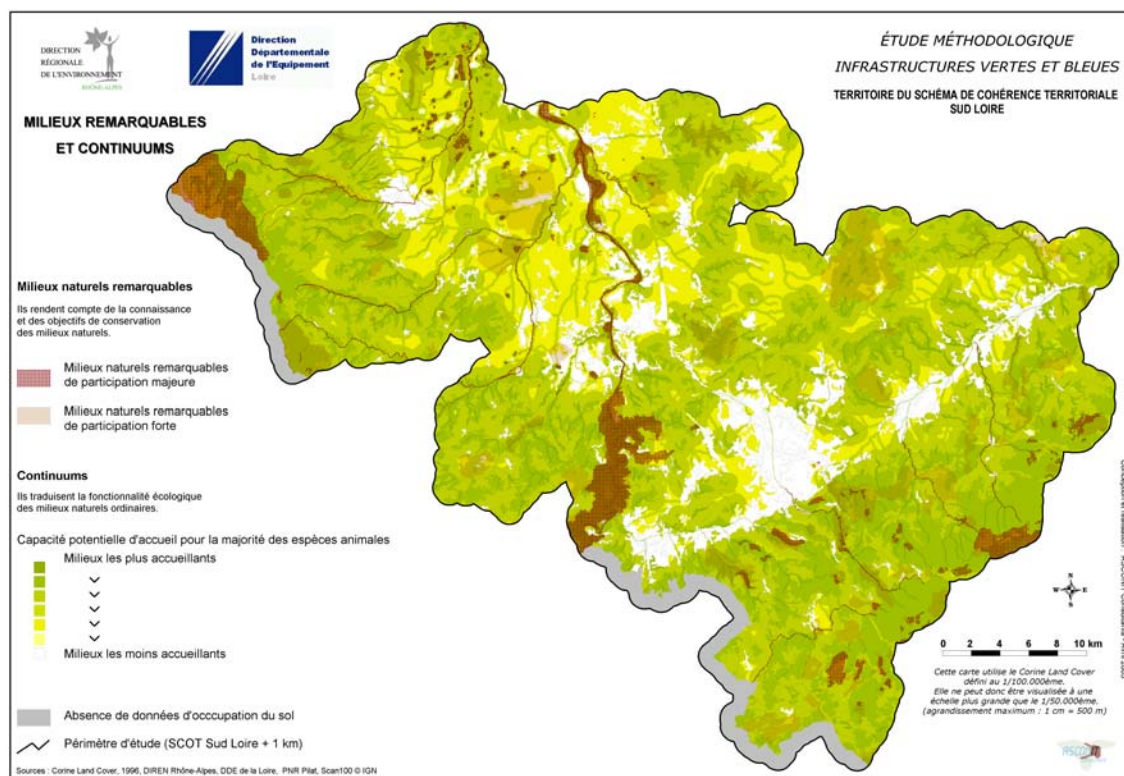 DIRECTION
RÉGIONALE
DE L'ENVIRONNEMENT
RHÔNE-ALPES
Direction
Départementale
de l'Equipement
Loire
ÉTUDE MÉTHODOLOGIQUE
INFRASTRUCTURES VERTES ET BLEUES
TERRITOIRE DU SCHÉMA DE COHÉRENCE TERRITORIALE
SUD LOIRE
MILIEUX REMARQUABLES
ET CONTINUUMS
Milieux naturels remarquables
Ils rendent compte de la connaissance
et des objectifs de conservation
des milieux naturels.
Milieux naturels remarquables
de participation majeure
Milieux naturels remarquables
de participation forte
Continuums
Ils traduisent la fonctionnalité écologique
des milieux naturels ordinaires.
Capacité potentielle d'accueil pour la majorité des espèces animales
Milieux les plus accueillants
Milieux les moins accueillants
Absence de données d'occcupation du sol
Périmètre d'étude (SCOT Sud Loire + 1 km)
Sources : Corine Land Cover, 1996, DIREN Rhône-Alpes, DDE de la Loire, PNR Pilat, Scan100 © IGN
N
W E
S
0 2 4 6 8 10 km
Cette carte utilise le Corine Land Cover
défini au 1/100.000ème.
Elle ne peut donc être visualisée à une
échelle plus grande que le 1/50.000ème.
(agrandissement maximum : 1 cm = 500 m)